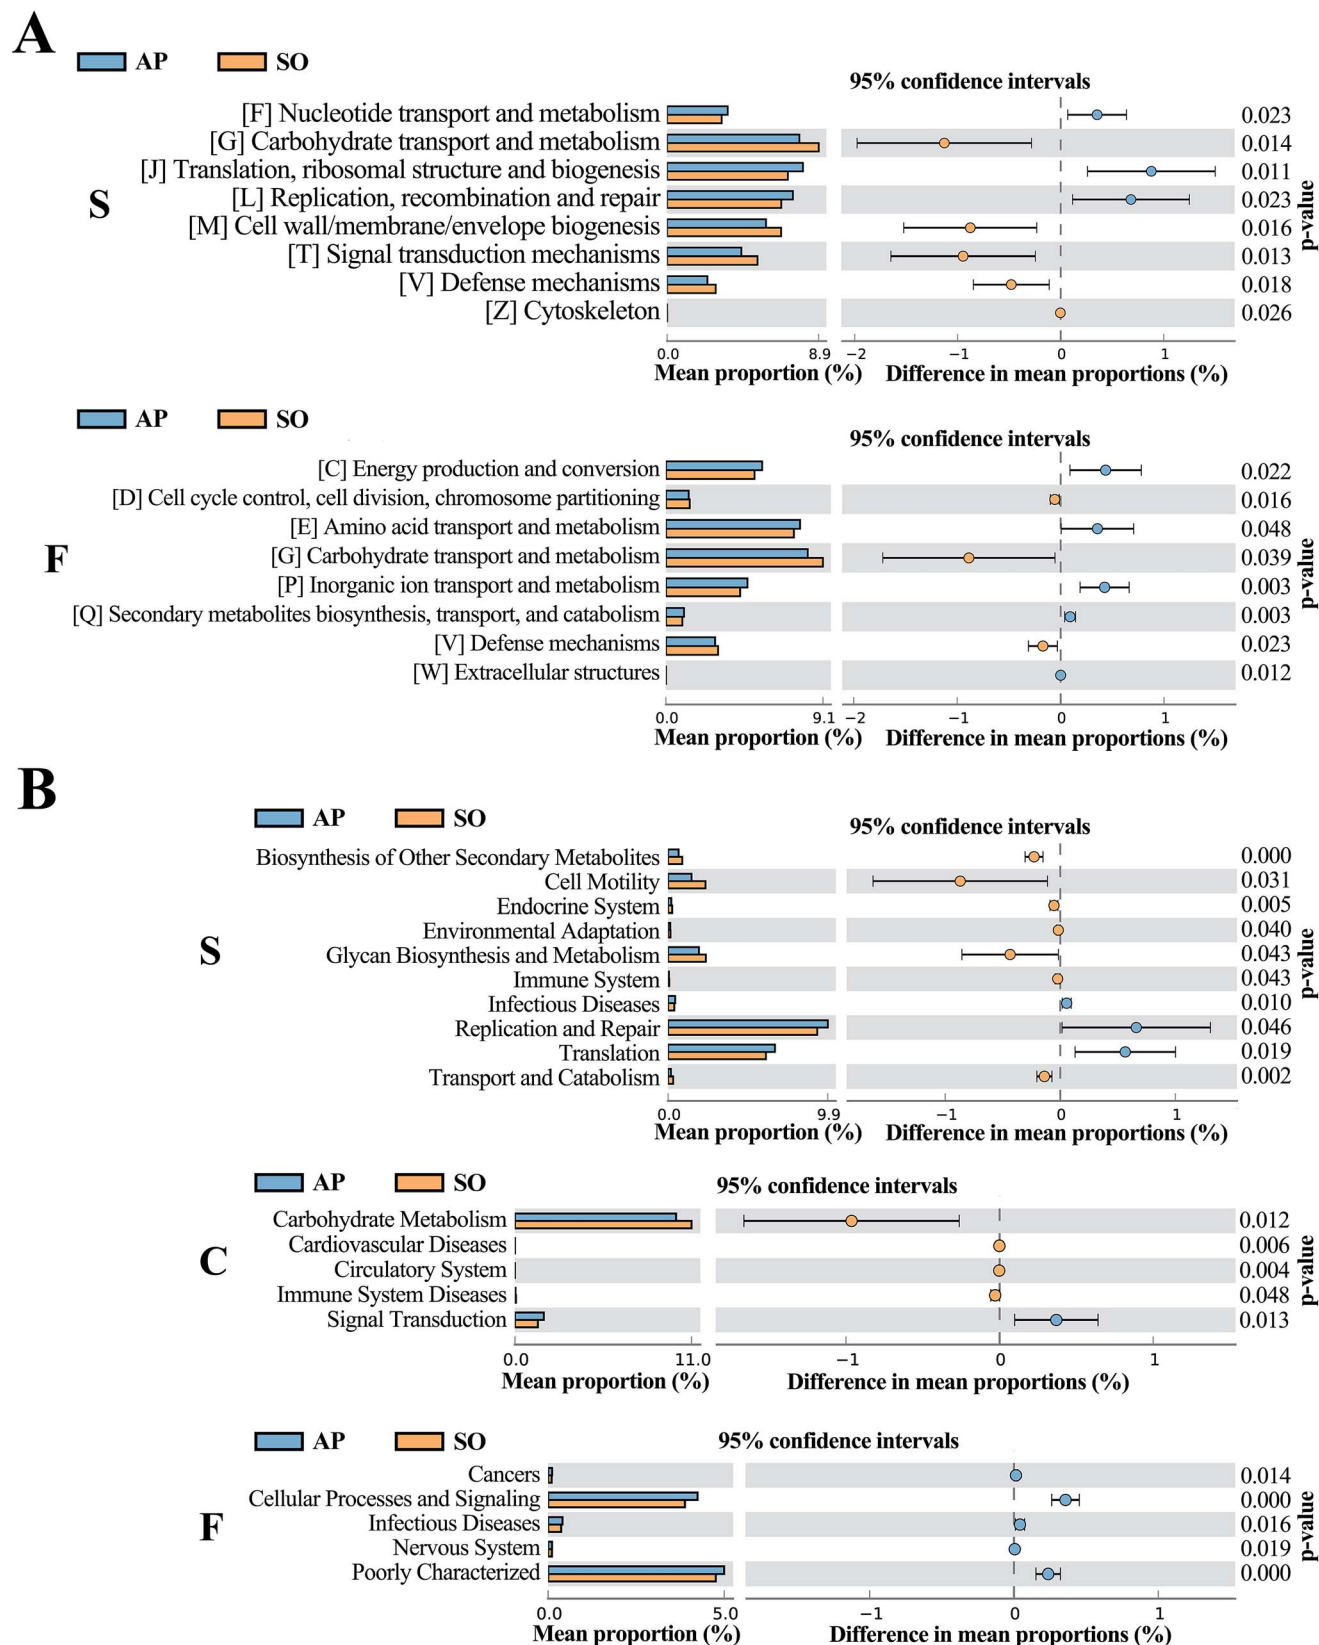 A
AP SO
95% confidence intervals
[F] Nucleotide transport and metabolism 0.023
[G] Carbohydrate transport and metabolism 0.014
[J] Translation, ribosomal structure and biogenesis 0.011
[L] Replication, recombination and repair 0.023
[M] Cell wall/membrane/envelope biogenesis 0.016
[T] Signal transduction mechanisms 0.013
[V] Defense mechanisms 0.018
[Z] Cytoskeleton 0.026
S
p-value
0.0 8.9 −2 −1 0 1
Mean proportion (%) Difference in mean proportions (%)
AP SO
95% confidence intervals
[C] Energy production and conversion 0.022
[D] Cell cycle control, cell division, chromosome partitioning 0.016
[E] Amino acid transport and metabolism 0.048
[G] Carbohydrate transport and metabolism 0.039
[P] Inorganic ion transport and metabolism 0.003
[Q] Secondary metabolites biosynthesis, transport, and catabolism 0.003
[V] Defense mechanisms 0.023
[W] Extracellular structures 0.012
F
p-value
0.0 9.1 −2 −1 0 1
Mean proportion (%) Difference in mean proportions (%)
B
AP SO
95% confidence intervals
Biosynthesis of Other Secondary Metabolites 0.000
Cell Motility 0.031
Endocrine System 0.005
Environmental Adaptation 0.040
Glycan Biosynthesis and Metabolism 0.043
Immune System 0.043
Infectious Diseases 0.010
Replication and Repair 0.046
Translation 0.019
Transport and Catabolism 0.002
S
p-value
0.0 9.9 −1 0 1
Mean proportion (%) Difference in mean proportions (%)
AP SO
95% confidence intervals
Carbohydrate Metabolism 0.012
Cardiovascular Diseases 0.006
Circulatory System 0.004
Immune System Diseases 0.048
Signal Transduction 0.013
C
p-value
0.0 11.0 −1 0 1
Mean proportion (%) Difference in mean proportions (%)
AP SO
95% confidence intervals
Cancers 0.014
Cellular Processes and Signaling 0.000
Infectious Diseases 0.016
Nervous System 0.019
Poorly Characterized 0.000
F
p-value
0.0 5.0 −1 0 1
Mean proportion (%) Difference in mean proportions (%)